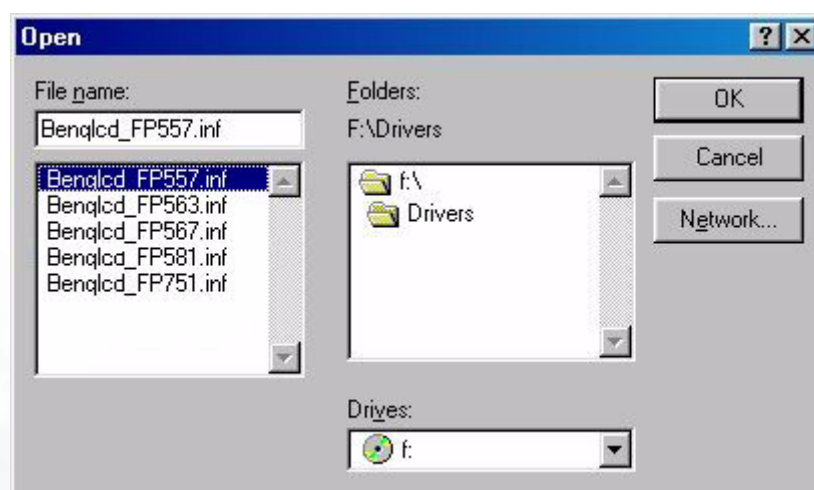 Open
File name:
Benqlcd_FP557.inf
Benqlcd_FP557.inf
Benqlcd_FP563.inf
Benqlcd_FP567.inf
Benqlcd_FP581.inf
Benqlcd_FP751.inf
Folders:
F:\Drivers
f:\
Drivers
Drives:
f:
OK
Cancel
Network...